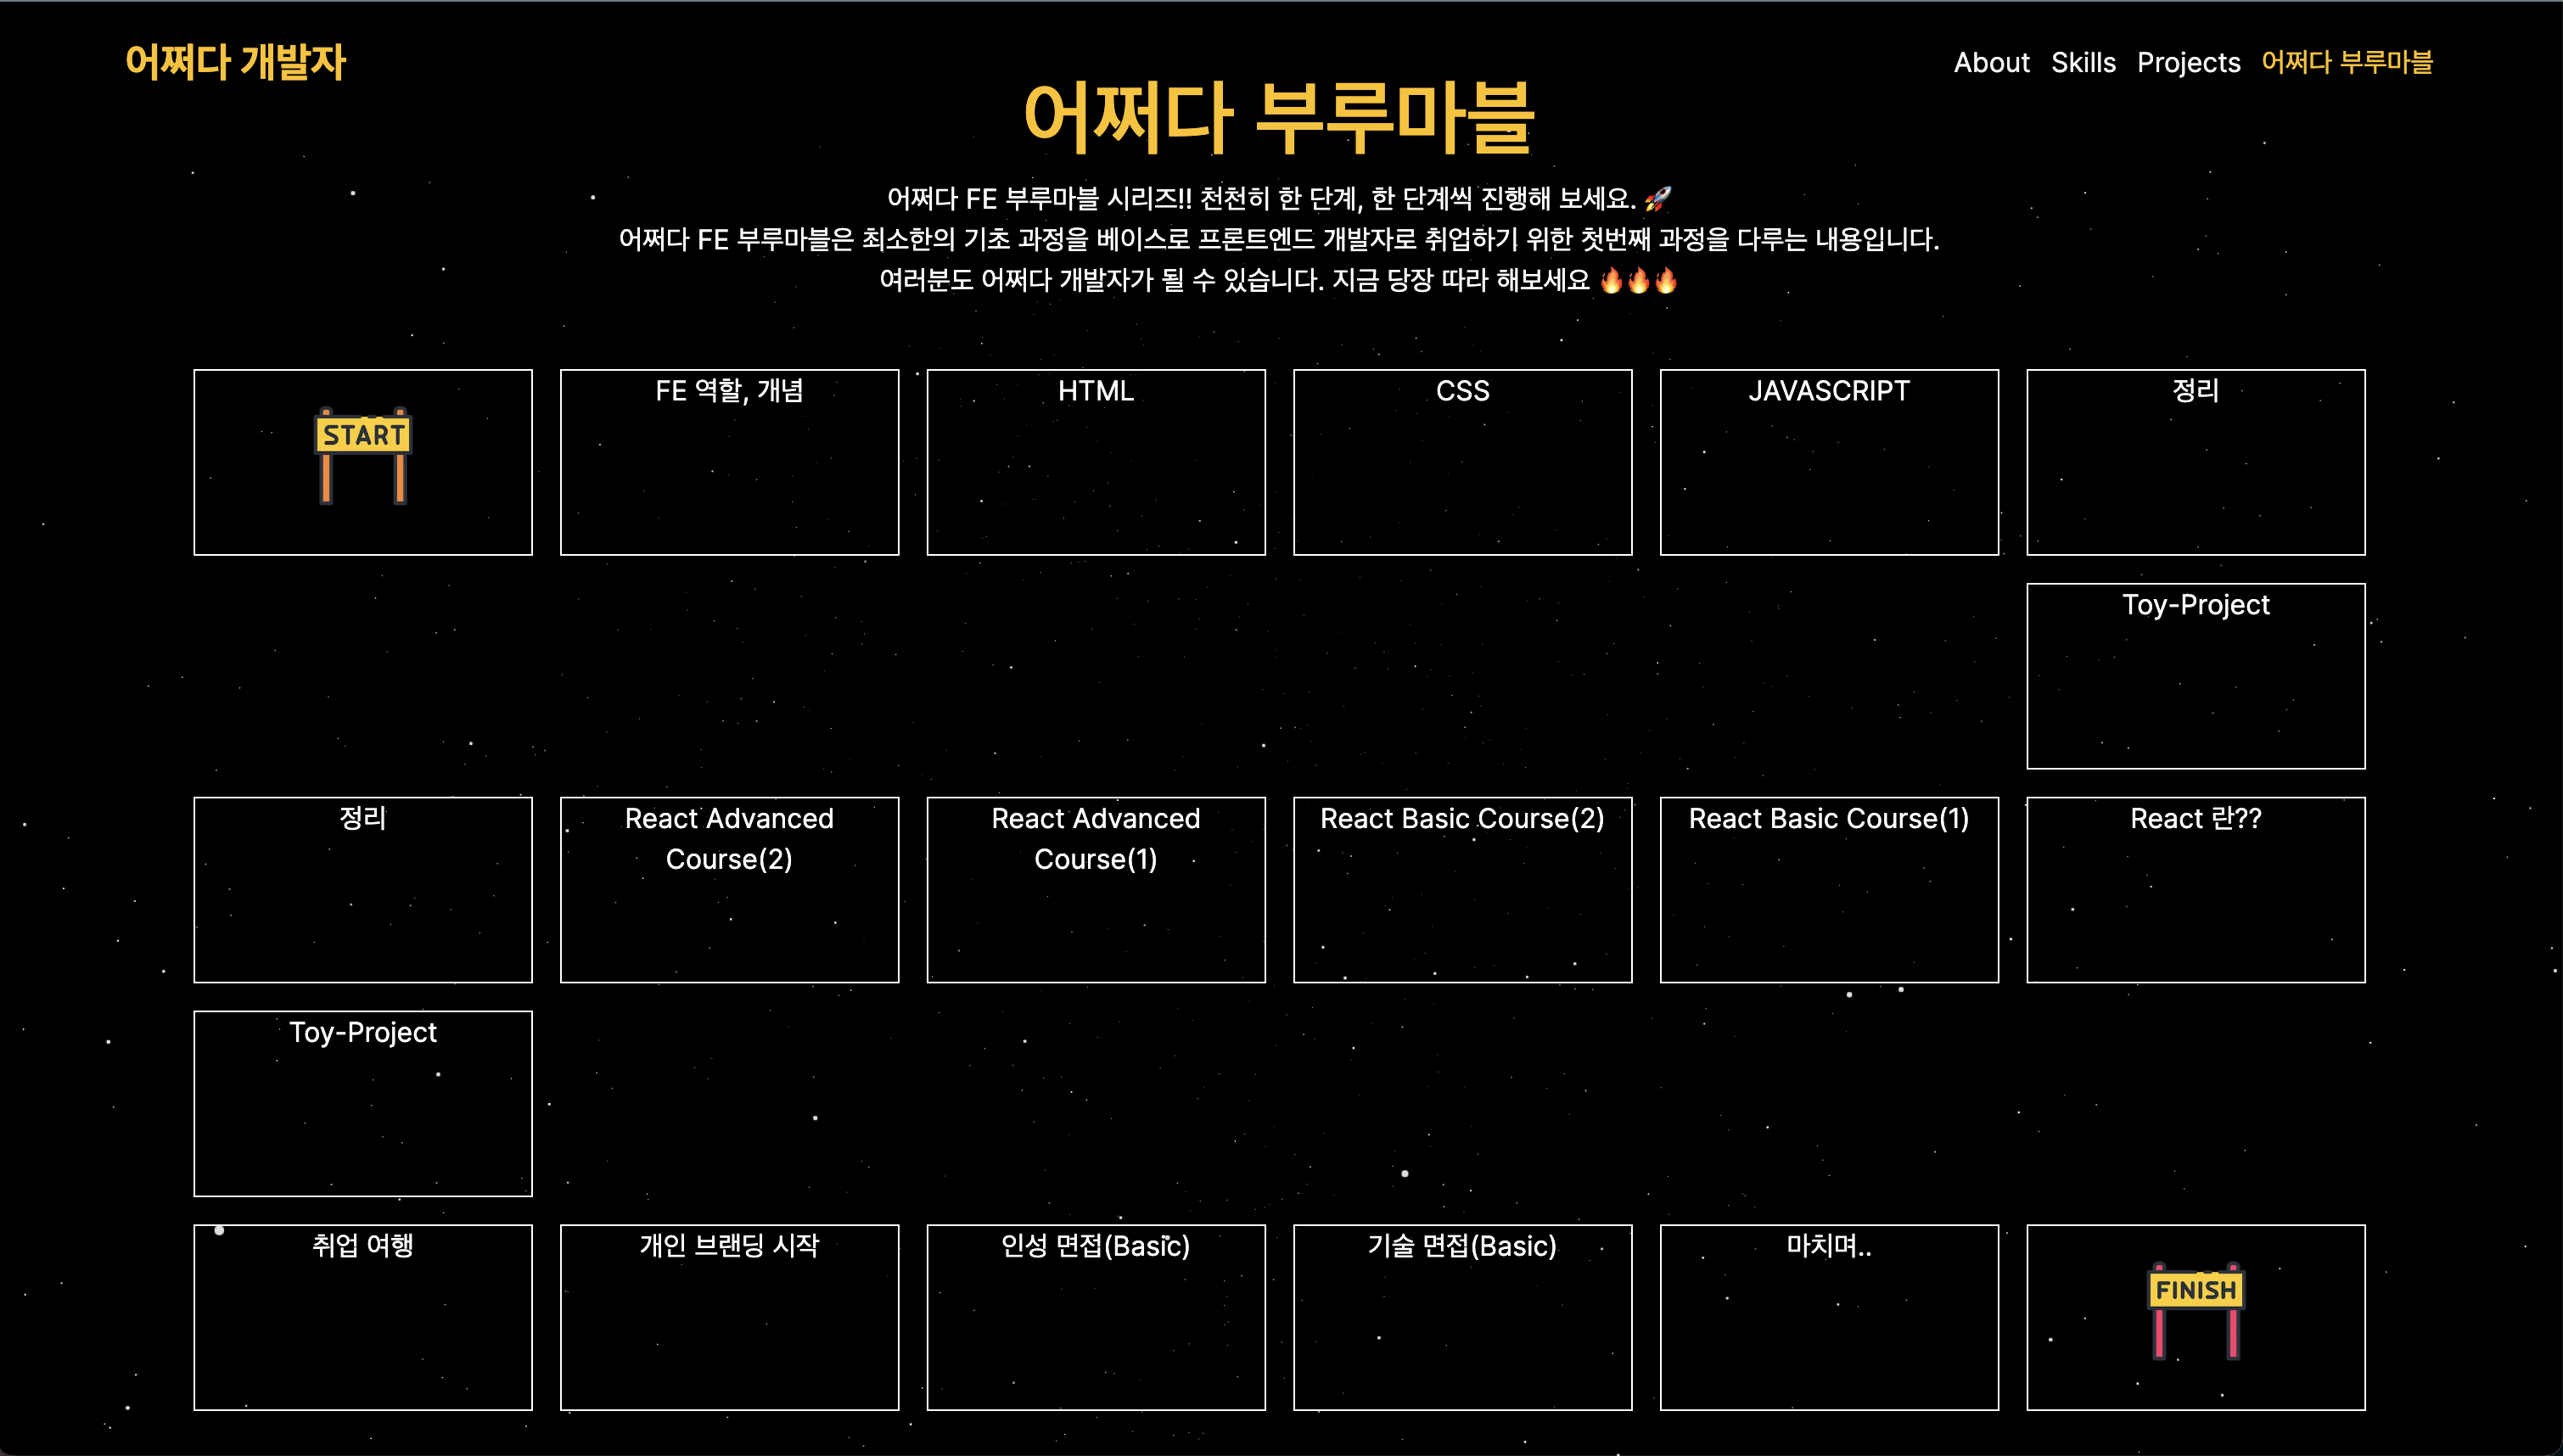 어쩌다 개발자
About Skills Projects 어쩌다 부루마블
어쩌다 부루마블
어쩌다 FE 부루마블 시리즈!! 천천히 한 단계, 한 단계씩 진행해 보세요. 🚀
어쩌다 FE 부루마블은 최소한의 기초 과정을 베이스로 프론트엔드 개발자로 취업하기 위한 첫번째 과정을 다루는 내용입니다.
여러분도 어쩌다 개발자가 될 수 있습니다. 지금 당장 따라 해보세요 🔥🔥🔥
START
FE 역할, 개념
HTML
CSS
JAVASCRIPT
정리
Toy-Project
정리
React Advanced
Course(2)
React Advanced
Course(1)
React Basic Course(2)
React Basic Course(1)
React 란??
Toy-Project
취업 여행
개인 브랜딩 시작
인성 면접(Basic)
기술 면접(Basic)
마치며..
FINISH